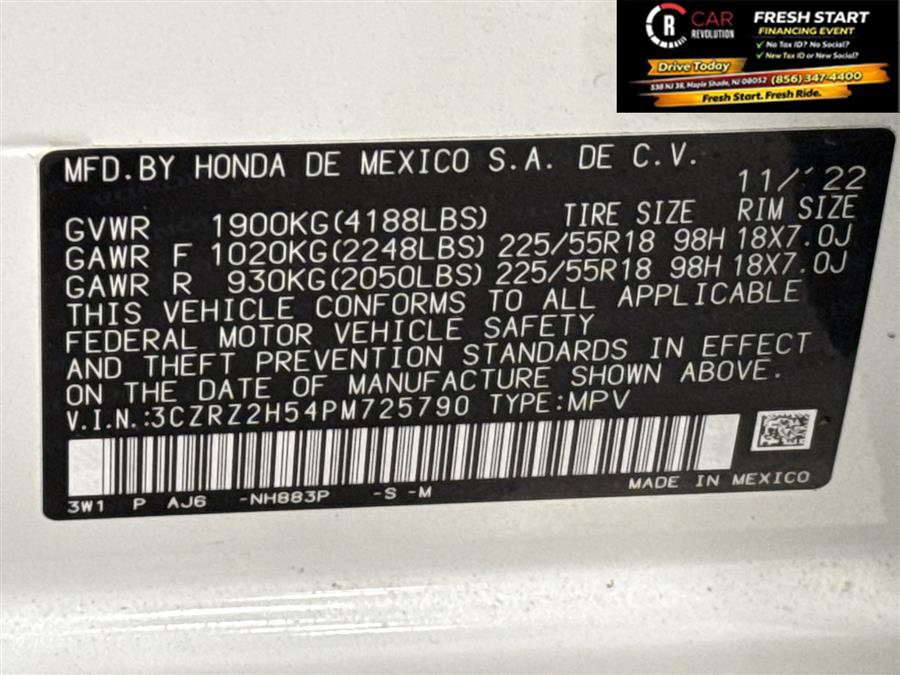 CAR
REVOLUTION
R
FRESH START
FINANCING EVENT
✓ No Tax ID? No Social?
✓ New Tax ID or New Social?
Drive Today
538 NJ 38, Maple Shade, NJ 08052 (856) 347-4400
Fresh Start. Fresh Ride.
MFD.BY HONDA DE MEXICO S.A. DE C.V.
11/'22
GVWR 1900KG(4188LBS) TIRE SIZE RIM SIZE
GAWR F 1020KG(2248LBS) 225/55R18 98H 18X7.0J
GAWR R 930KG(2050LBS) 225/55R18 98H 18X7.0J
THIS VEHICLE CONFORMS TO ALL APPLICABLE
FEDERAL MOTOR VEHICLE SAFETY
AND THEFT PREVENTION STANDARDS IN EFFECT
ON THE DATE OF MANUFACTURE SHOWN ABOVE.
V.I.N.:3CZRZ2H54PM725790 TYPE:MPV
3W1 P AJ6 -NH883P -S -M MADE IN MEXICO